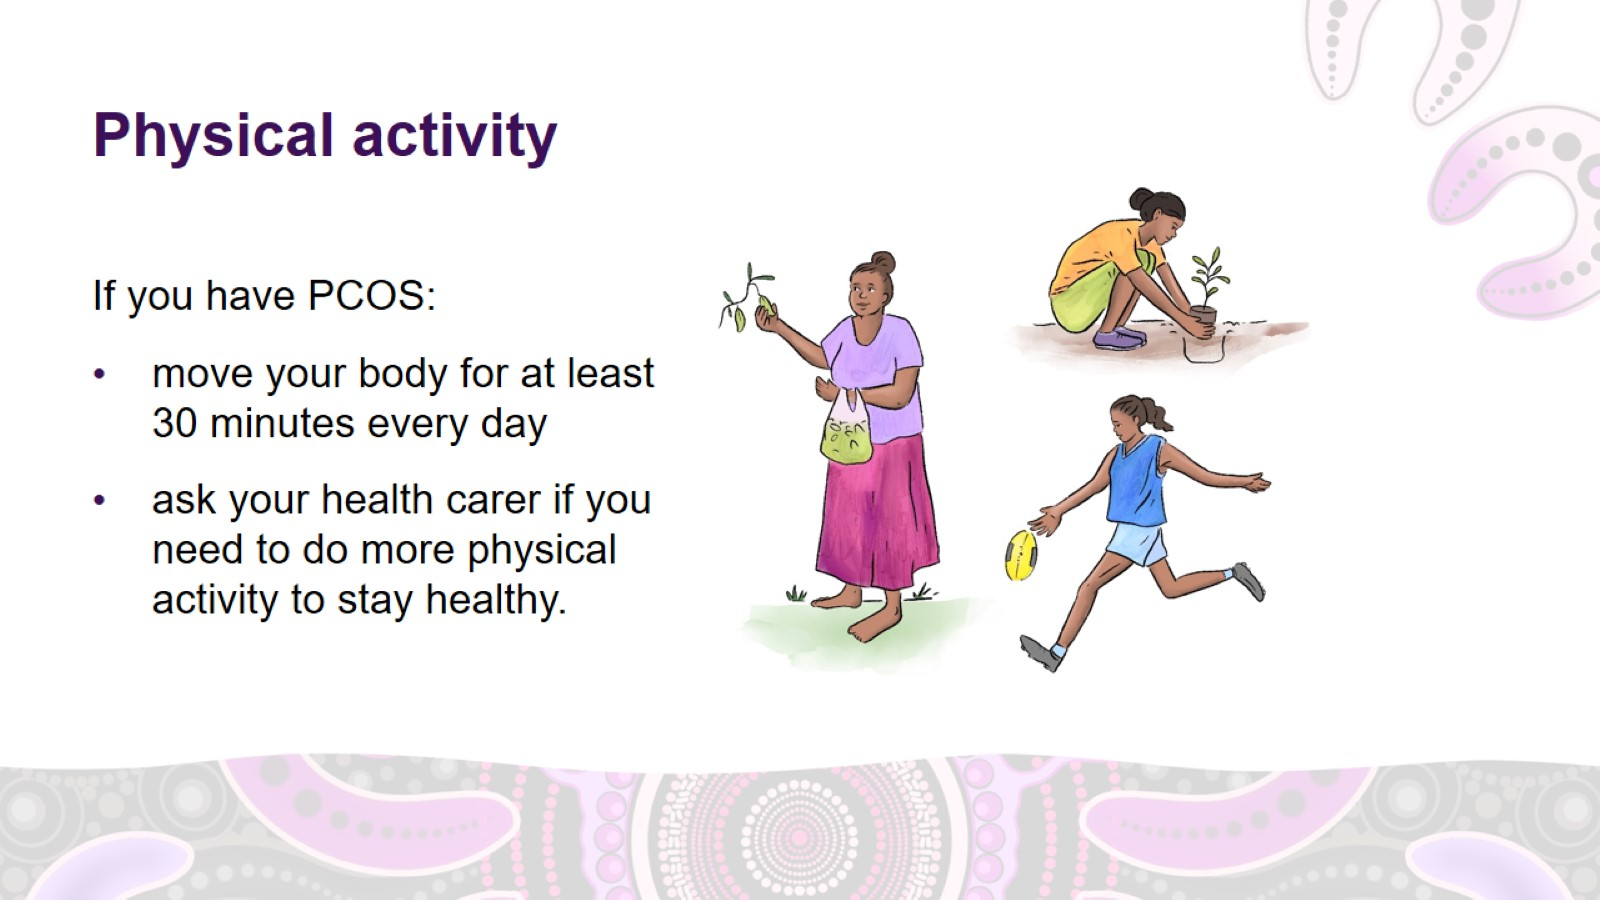 Physical activity
If you have PCOS:
• move your body for at least
30 minutes every day
• ask your health carer if you
need to do more physical
activity to stay healthy.